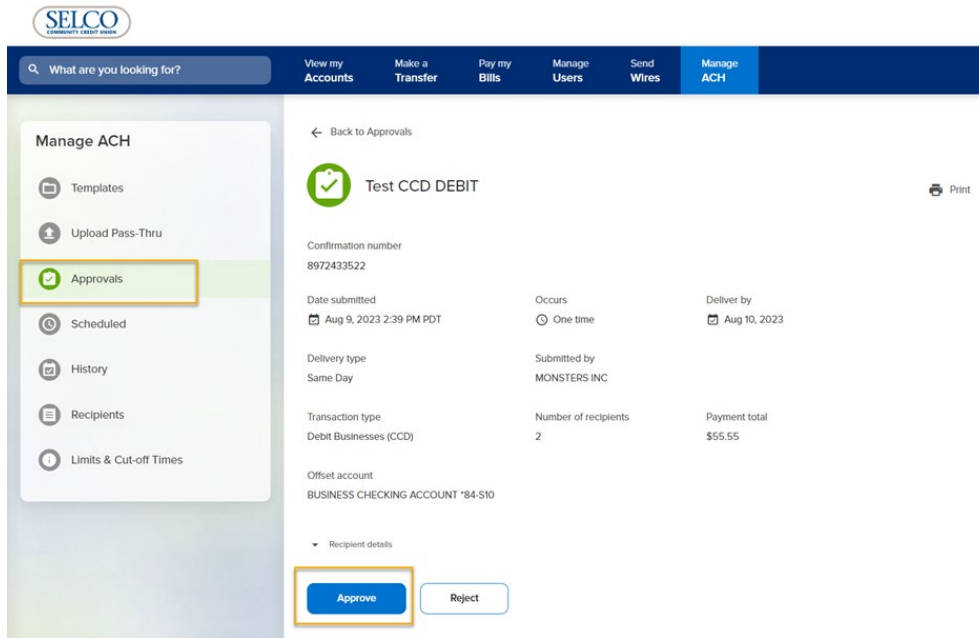 SELCO
COMMUNITY CREDIT UNION
What are you looking for?
View my Accounts
Make a Transfer
Pay my Bills
Manage Users
Send Wires
Manage ACH
Manage ACH
Templates
Upload Pass-Thru
Approvals
Scheduled
History
Recipients
Limits & Cut-off Times
Back to Approvals
Test CCD DEBIT
Print
Confirmation number
8972433522
Date submitted
Aug 9, 2023 2:39 PM PDT
Occurs
One time
Deliver by
Aug 10, 2023
Delivery type
Same Day
Submitted by
MONSTERS INC
Transaction type
Debit Businesses (CCD)
Number of recipients
2
Payment total
$55.55
Offset account
BUSINESS CHECKING ACCOUNT *84-S10
Recipient details
Approve
Reject